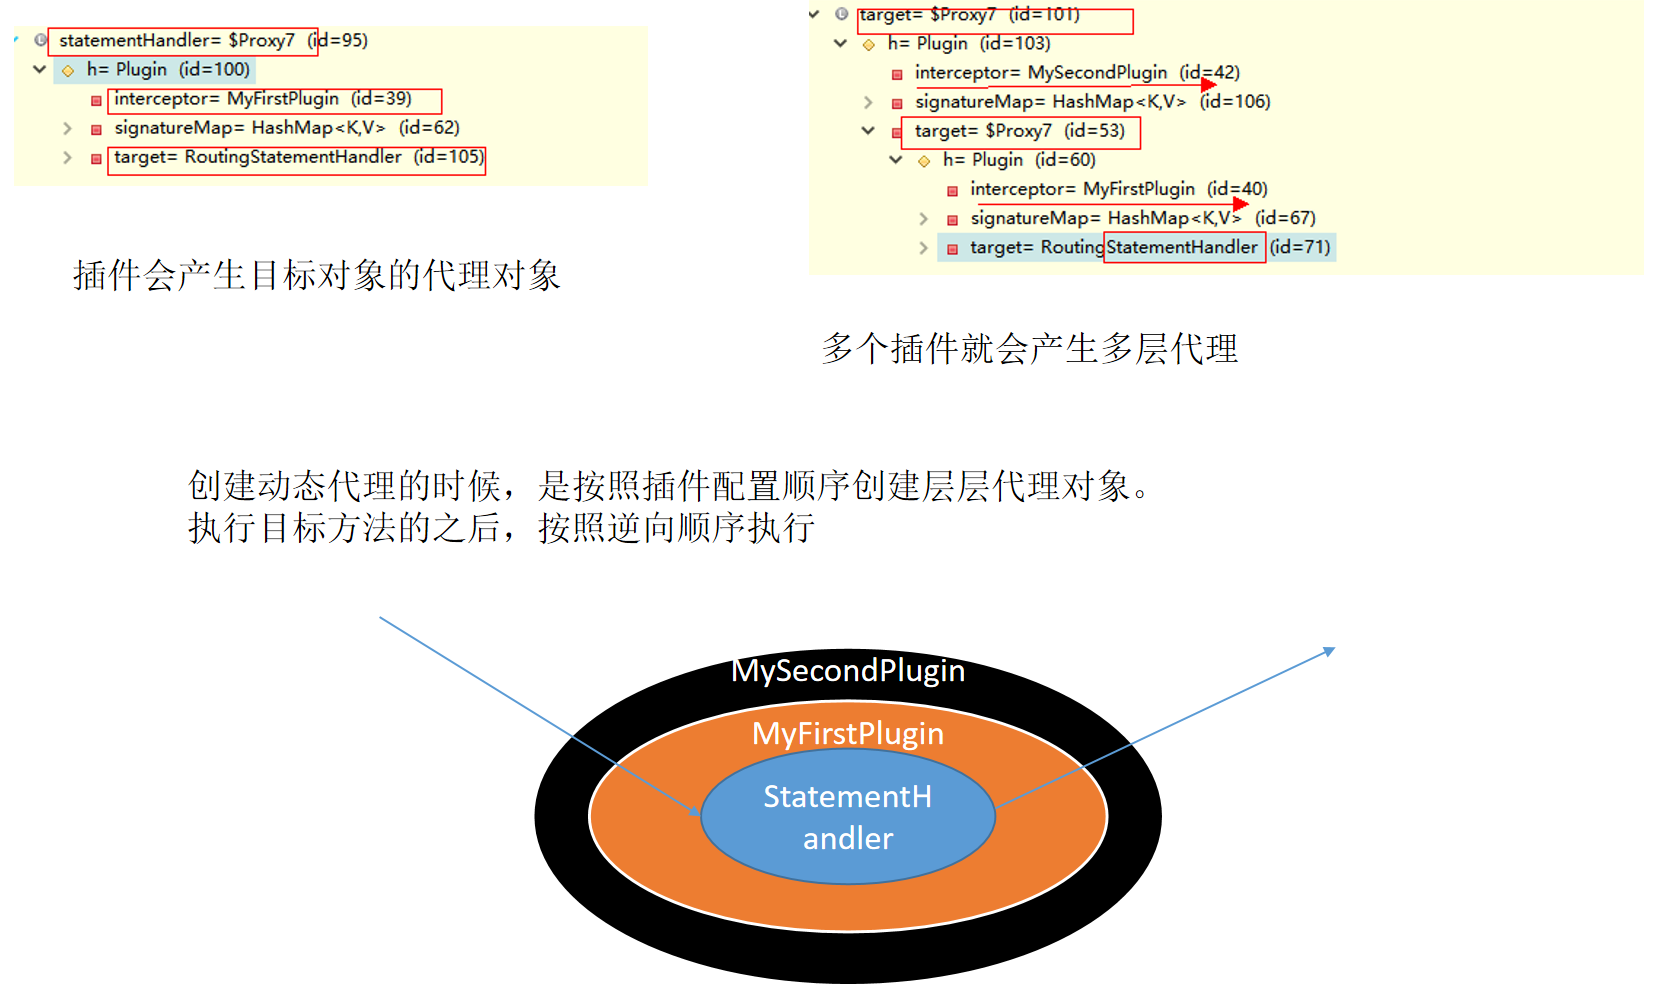 statementHandler= $Proxy7 (id=95)
h= Plugin (id=100)
interceptor= MyFirstPlugin (id=39)
signatureMap= HashMap<K,V> (id=62)
target= RoutingStatementHandler (id=105)
插件会产生目标对象的代理对象
target= $Proxy7 (id=101)
h= Plugin (id=103)
interceptor= MySecondPlugin (id=42)
signatureMap= HashMap<K,V> (id=106)
target= $Proxy7 (id=53)
h= Plugin (id=60)
interceptor= MyFirstPlugin (id=40)
signatureMap= HashMap<K,V> (id=67)
target= RoutingStatementHandler (id=71)
多个插件就会产生多层代理
创建动态代理的时候，是按照插件配置顺序创建层层代理对象。
执行目标方法的之后，按照逆向顺序执行
MySecondPlugin
MyFirstPlugin
StatementH
andler